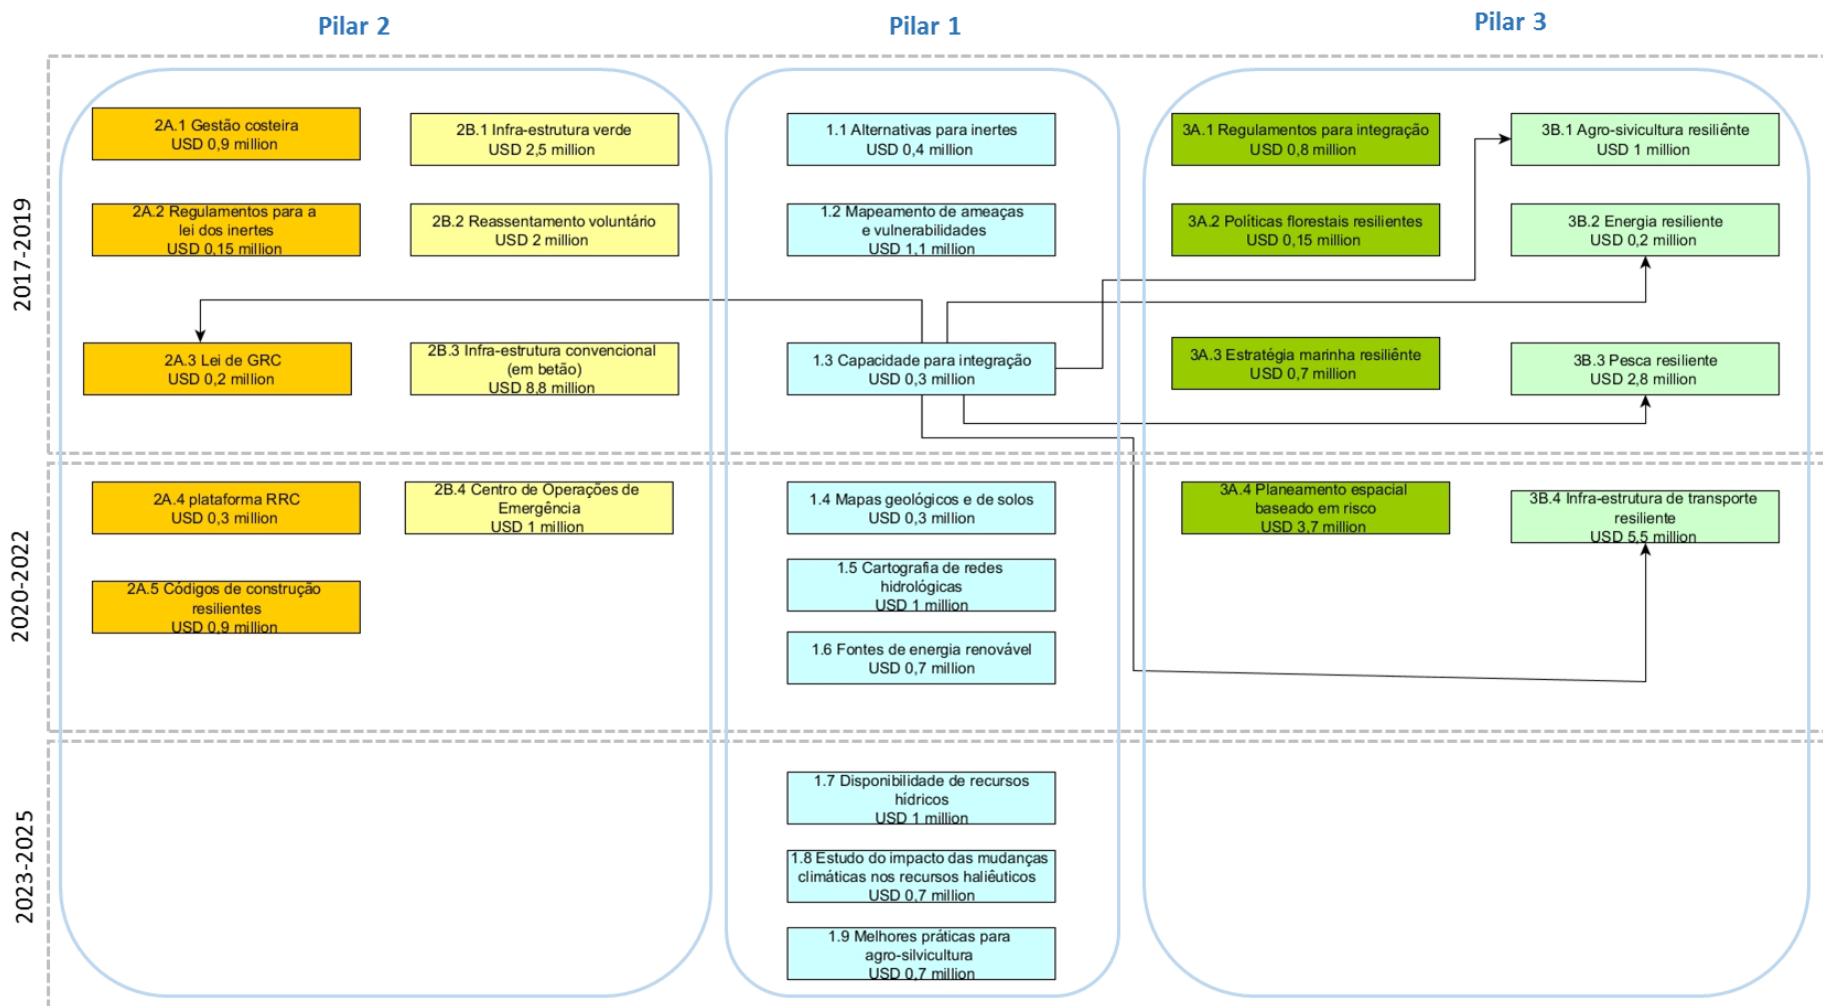 Pilar 2
Pilar 1
Pilar 3
2017-2019
2A.1 Gestão costeira
USD 0,9 million
2B.1 Infra-estrutura verde
USD 2,5 million
1.1 Alternativas para inertes
USD 0,4 million
3A.1 Regulamentos para integração
USD 0,8 million
3B.1 Agro-sivicultura resiliênte
USD 1 million
2A.2 Regulamentos para a
lei dos inertes
USD 0,15 million
2B.2 Reassentamento voluntário
USD 2 million
1.2 Mapeamento de ameaças
e vulnerabilidades
USD 1,1 million
3A.2 Políticas florestais resilientes
USD 0,15 million
3B.2 Energia resiliente
USD 0,2 million
2A.3 Lei de GRC
USD 0,2 million
2B.3 Infra-estrutura convencional
(em betão)
USD 8,8 million
1.3 Capacidade para integração
USD 0,3 million
3A.3 Estratégia marinha resiliênte
USD 0,7 million
3B.3 Pesca resiliente
USD 2,8 million
2020-2022
2A.4 plataforma RRC
USD 0,3 million
2B.4 Centro de Operações de
Emergência
USD 1 million
1.4 Mapas geológicos e de solos
USD 0,3 million
3A.4 Planeamento espacial
baseado em risco
USD 3,7 million
3B.4 Infra-estrutura de transporte
resiliente
USD 5,5 million
2A.5 Códigos de construção
resilientes
USD 0,9 million
1.5 Cartografia de redes
hidrológicas
USD 1 million
1.6 Fontes de energia renovável
USD 0,7 million
2023-2025
1.7 Disponibilidade de recursos
hídricos
USD 1 million
1.8 Estudo do impacto das mudanças
climáticas nos recursos haliêuticos
USD 0,7 million
1.9 Melhores práticas para
agro-silvicultura
USD 0,7 million